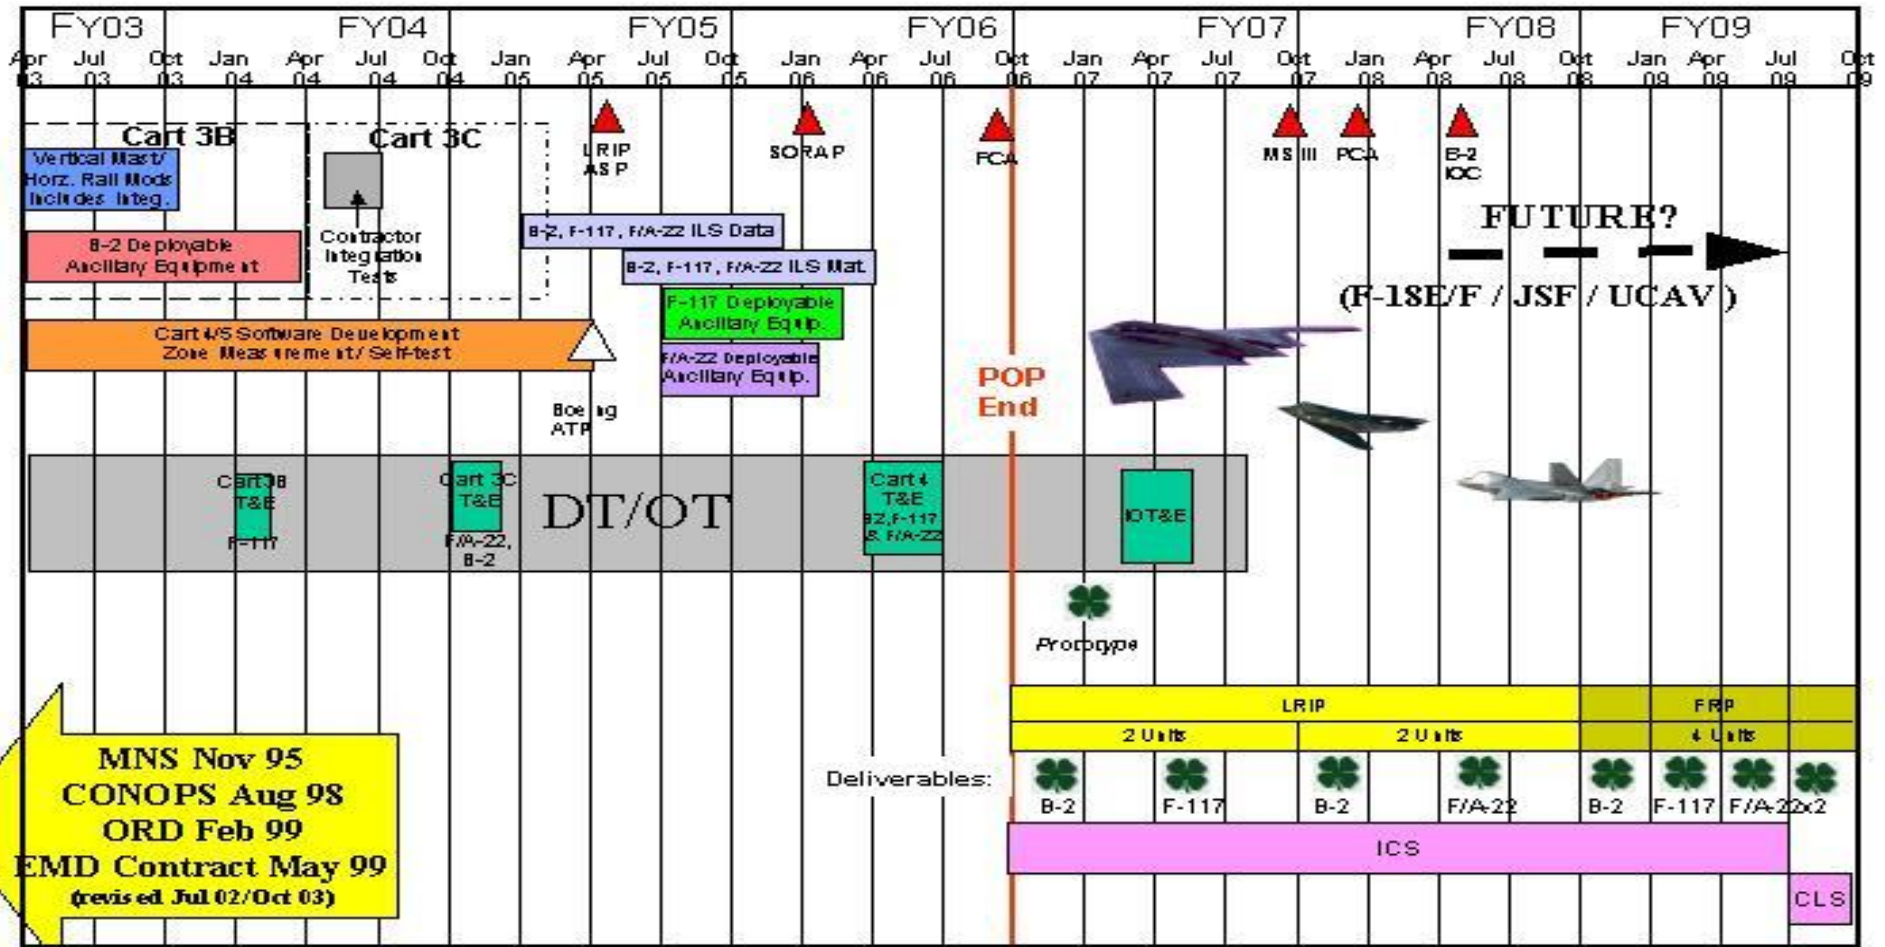 FY03 FY04 FY05 FY06 FY07 FY08 FY09
Apr Jul Oct Jan Apr Jul Oct Jan Apr Jul Oct Jan Apr Jul Oct Jan Apr Jul Oct Jan Apr Jul Oct Jan Apr Jul Oct
03 03 03 04 04 04 04 05 05 05 05 06 06 06 06 07 07 07 07 08 08 08 08 09 09 09 09
Cart 3B
Cart 3C
Vertical Mast/
Horz. Rail Mods
Includes Integ.
B-2 Deployable
Ancillary Equipment
Contractor
Integration
Tests
Cart 4/5 Software Development
Zone Measurement/ Self-test
LRIP
ASP
SORAP
FCA
MS III
PCA
B-2
IOC
B-2, F-117, F/A-22 ILS Data
B-2, F-117, F/A-22 ILS Mat.
F-117 Deployable
Ancillary Equip.
F/A-22 Deployable
Ancillary Equip.
FUTURE?
(F-18E/F / JSF / UCAV )
Boeing
ATP
POP
End
Cart 3B
T&E
F-117
Cart 3C
T&E
F/A-22,
B-2
DT/OT
Cart 4
T&E
B2,F-117
& F/A-22
IOT&E
Prototype
LRIP FRP
2 Units 2 Units 4 Units
Deliverables:
B-2 F-117 B-2 F/A-22 B-2 F-117 F/A-22x2
ICS
CLS
MNS Nov 95
CONOPS Aug 98
ORD Feb 99
EMD Contract May 99
(revised Jul 02/Oct 03)